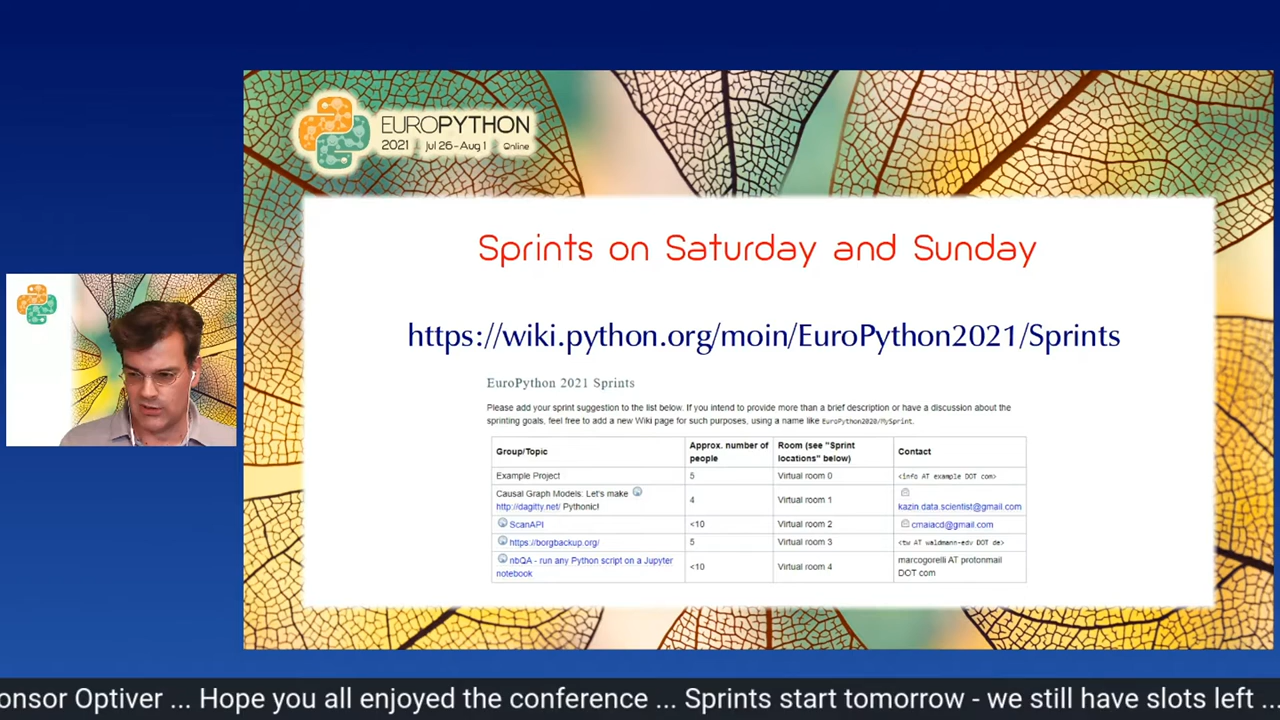 EUROPYTHON
2021 Jul 26-Aug 1 Online
Sprints on Saturday and Sunday
https://wiki.python.org/moin/EuroPython2021/Sprints
EuroPython 2021 Sprints
Please add your sprint suggestion to the list below. If you intend to provide more than a brief description or have a discussion about the
sprinting goals, feel free to add a new Wiki page for such purposes, using a name like EuroPython2020/MySprint.
Group/Topic
Approx. number of
people
Room (see "Sprint
locations" below)
Contact
Example Project
5
Virtual room 0
<info AT example DOT com>
Causal Graph Models: Let's make
http://dagitty.net/ Pythonic!
4
Virtual room 1
kazin.data.scientist@gmail.com
ScanAPI
<10
Virtual room 2
cmaiacd@gmail.com
https://borgbackup.org/
5
Virtual room 3
<tw AT waldmann-edv DOT de>
nbQA - run any Python script on a Jupyter
notebook
<10
Virtual room 4
marcogorelli AT protonmail
DOT com
onsor Optiver ... Hope you all enjoyed the conference ... Sprints start tomorrow - we still have slots left ...